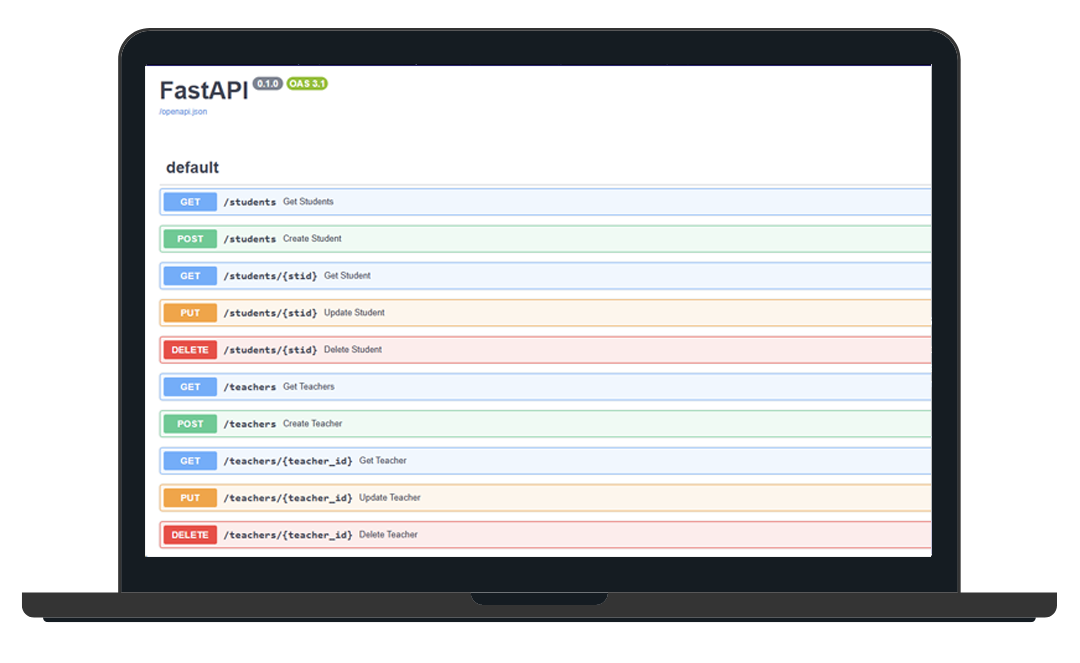 FastAPI 0.1.0 OAS 3.1
/openapi.json
default
GET /students Get Students
POST /students Create Student
GET /students/{stid} Get Student
PUT /students/{stid} Update Student
DELETE /students/{stid} Delete Student
GET /teachers Get Teachers
POST /teachers Create Teacher
GET /teachers/{teacher_id} Get Teacher
PUT /teachers/{teacher_id} Update Teacher
DELETE /teachers/{teacher_id} Delete Teacher